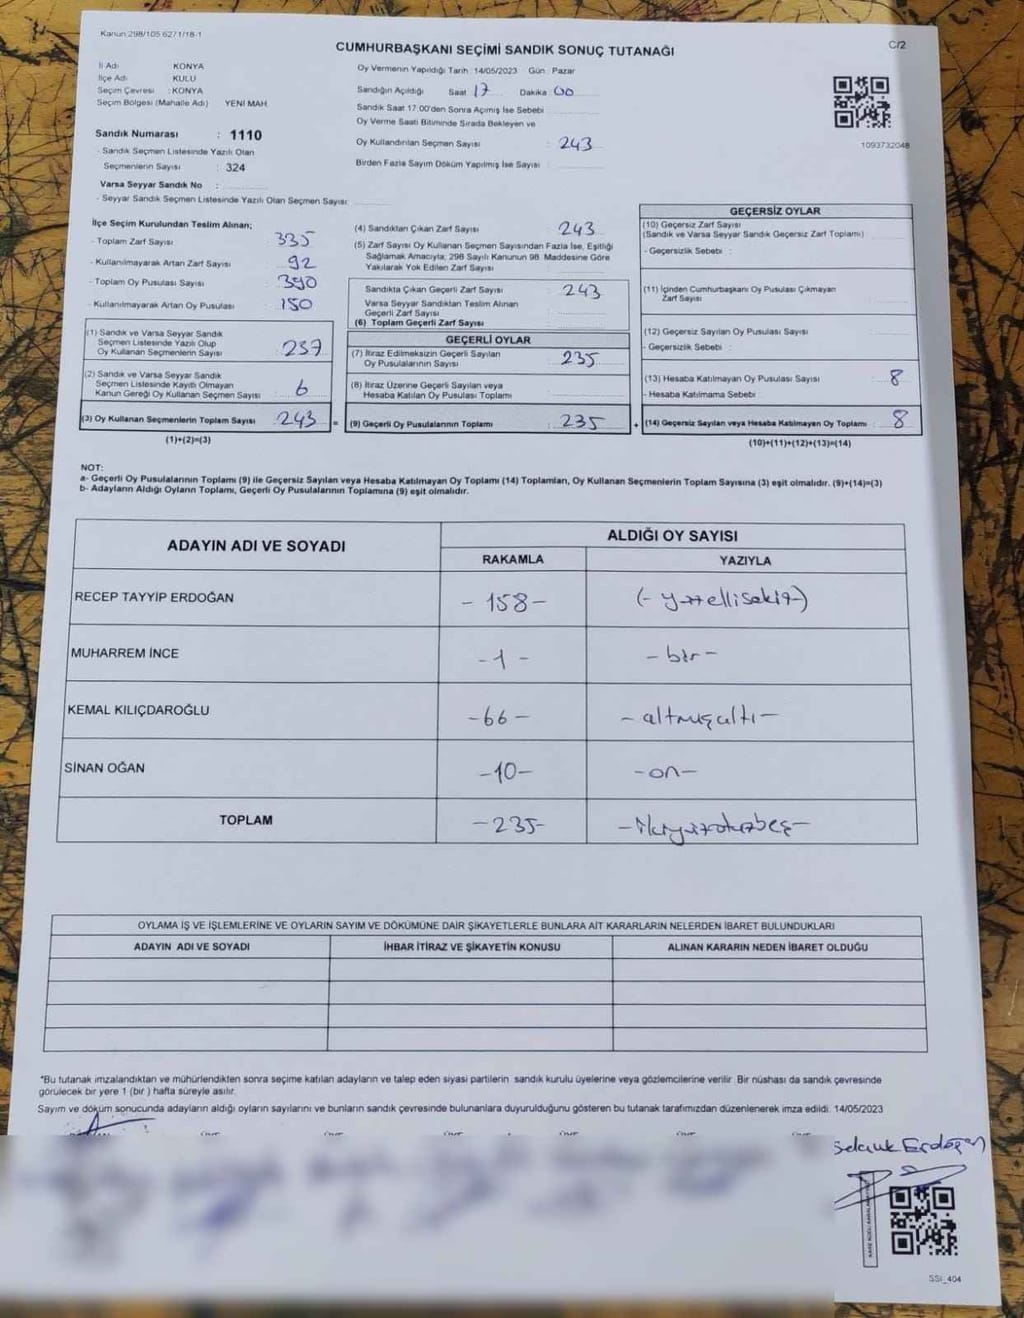 Kanun 298/105 627/1/18-1
CUMHURBAŞKANI SEÇİMİ SANDIK SONUÇ TUTANAĞI
C/2
İl Adı KONYA
İlçe Adı KULU
Seçim Çevresi : KONYA
Seçim Bölgesi (Mahalle Adı) YENI MAH
Sandık Numarası : 1110
- Sandık Seçmen Listesinde Yazılı Olan
Seçmenlerin Sayısı : 324
Varsa Seyyar Sandık No :
- Seyyar Sandık Seçmen Listesinde Yazılı Olan Seçmen Sayısı:
Oy Vermenin Yapıldığı Tarih : 14/05/2023 Gün : Pazar
Sandığın Açıldığı Saat 17 Dakika 00
Sandık Saat 17:00'den Sonra Açımış İse Sebebi
Oy Verme Saati Bitiminde Sırada Bekleyen ve
Oy Kullandırılan Seçmen Sayısı : 243
Birden Fazla Sayım Döküm Yapılmış İse Sayısı :
1093732048
İlçe Seçim Kurulundan Teslim Alınan;
- Toplam Zarf Sayısı : 335
- Kullanılmayarak Artan Zarf Sayısı : 92
- Toplam Oy Pusulası Sayısı : 390
- Kullanılmayarak Artan Oy Pusulası : 150
(1) Sandık ve Varsa Seyyar Sandık
Seçmen Listesinde Yazılı Olup
Oy Kullanan Seçmenlerin Sayısı : 237
(2) Sandık ve Varsa Seyyar Sandık
Seçmen Listesinde Kayıtlı Olmayan
Kanun Gereği Oy Kullanan Seçmen Sayısı : 6
(3) Oy Kullanan Seçmenlerin Toplam Sayısı : 243
(1)+(2)=(3)
(4) Sandıktan Çıkan Zarf Sayısı : 243
(5) Zarf Sayısı Oy Kullanan Seçmen Sayısından Fazla İse, Eşitliği
Sağlamak Amacıyla; 298 Sayılı Kanunun 98. Maddesine Göre
Yakılarak Yok Edilen Zarf Sayısı :
Sandıkta Çıkan Geçerli Zarf Sayısı : 243
Varsa Seyyar Sandıktan Teslim Alınan
Geçerli Zarf Sayısı :
(6) Toplam Geçerli Zarf Sayısı :
GEÇERLİ OYLAR
(7) İtiraz Edilmeksizin Geçerli Sayılan
Oy Pusulalarının Sayısı : 235
(8) İtiraz Üzerine Geçerli Sayılan veya
Hesaba Katılan Oy Pusulası Toplamı :
= (9) Geçerli Oy Pusulalarının Toplamı : 235
GEÇERSİZ OYLAR
(10) Geçersiz Zarf Sayısı
(Sandık ve Varsa Seyyar Sandık Geçersiz Zarf Toplamı) :
- Geçersizlik Sebebi :
(11) İçinden Cumhurbaşkanı Oy Pusulası Çıkmayan
Zarf Sayısı
(12) Geçersiz Sayılan Oy Pusulası Sayısı :
- Geçersizlik Sebebi :
(13) Hesaba Katılmayan Oy Pusulası Sayısı : 8
- Hesaba Katılmama Sebebi :
+ (14) Geçersiz Sayılan veya Hesaba Katılmayan Oy Toplamı : 8
(10)+(11)+(12)+(13)=(14)
NOT:
a- Geçerli Oy Pusulalarının Toplamı (9) ile Geçersiz Sayılan veya Hesaba Katılmayan Oy Toplamı (14) Toplamları, Oy Kullanan Seçmenlerin Toplam Sayısına (3) eşit olmalıdır. (9)+(14)=(3)
b- Adayların Aldığı Oyların Toplamı, Geçerli Oy Pusulalarının Toplamına (9) eşit olmalıdır.
ADAYIN ADI VE SOYADI
ALDIĞI OY SAYISI
RAKAMLA YAZIYLA
RECEP TAYYİP ERDOĞAN - 158 - (- yüzellisekiz -)
MUHARREM İNCE - 1 - - bir -
KEMAL KILIÇDAROĞLU - 66 - - altmışaltı -
SİNAN OĞAN - 10 - - on -
TOPLAM - 235 - - ikiyüzotuzbeş -
OYLAMA İŞ VE İŞLEMLERİNE VE OYLARIN SAYIM VE DÖKÜMÜNE DAİR ŞİKAYETLERLE BUNLARA AİT KARARLARIN NELERDEN İBARET BULUNDUKLARI
ADAYIN ADI VE SOYADI İHBAR İTİRAZ VE ŞİKAYETİN KONUSU ALINAN KARARIN NEDEN İBARET OLDUĞU
*Bu tutanak imzalandıktan ve mühürlendikten sonra seçime katılan adayların ve talep eden siyasi partilerin sandık kurulu üyelerine veya gözlemcilerine verilir. Bir nüshası da sandık çevresinde
görülecek bir yere 1 (bir ) hafta süreyle asılır.
Sayım ve döküm sonucunda adayların aldığı oyların sayılarını ve bunların sandık çevresinde bulunanlara duyurulduğunu gösteren bu tutanak tarafımızdan düzenlenerek imza edildi. 14/05/2023
Selçuk Erdoğan
SSI_404